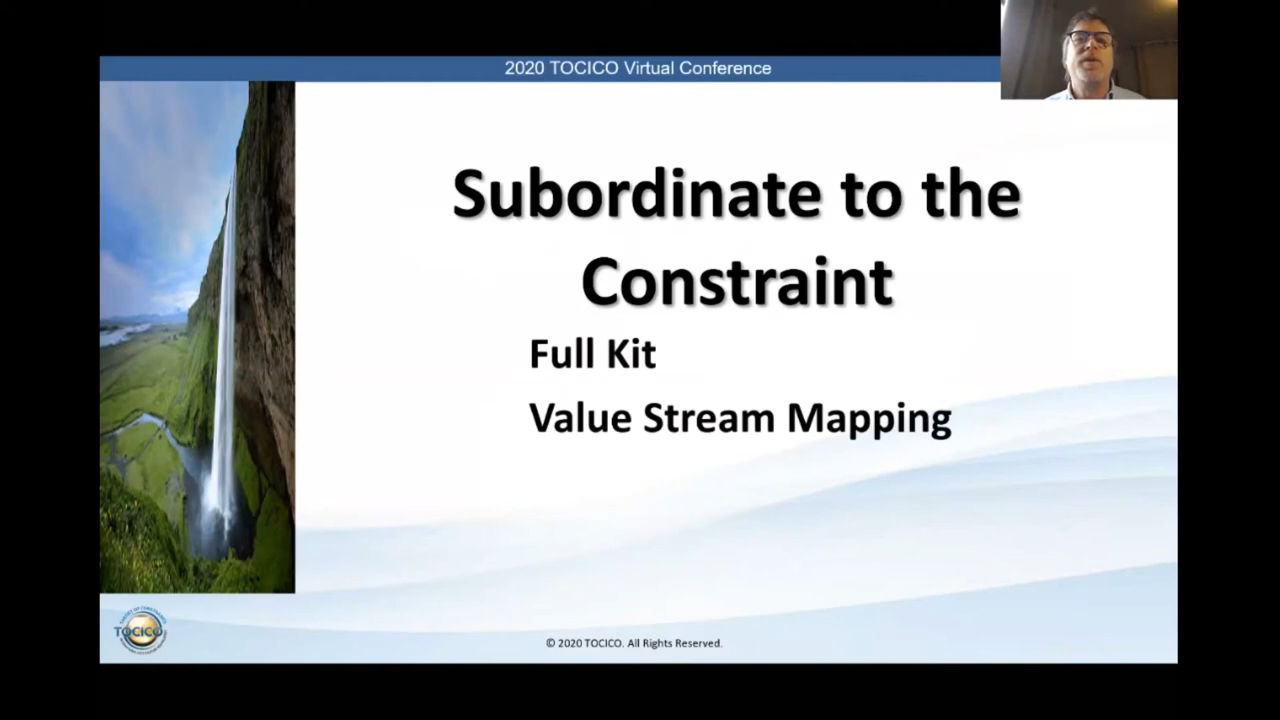 2020 TOCICO Virtual Conference
Subordinate to the
Constraint
Full Kit
Value Stream Mapping
TOCICO
© 2020 TOCICO. All Rights Reserved.